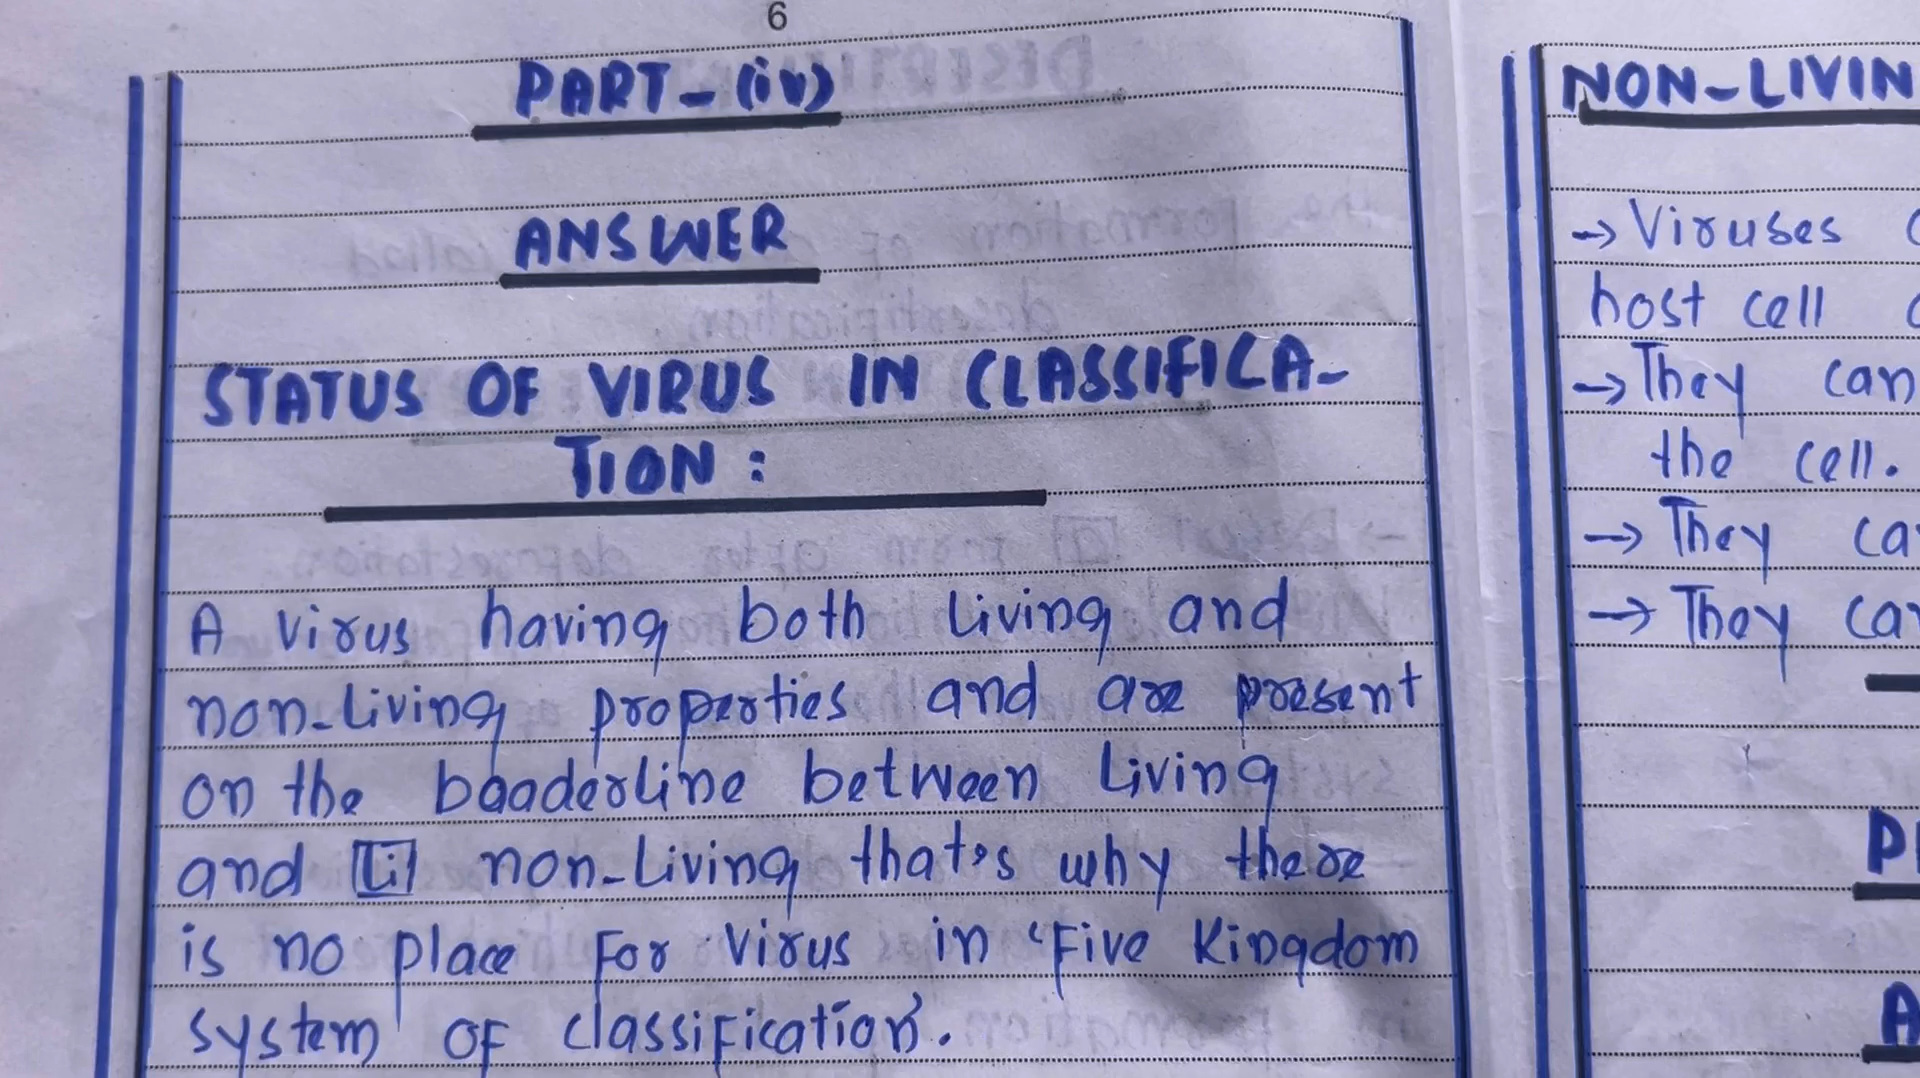 6
PART-(iv)
ANSWER
STATUS OF VIRUS IN CLASSIFICA-
TION:
A virus having both living and
non-living properties and are present
on the boaderline between living
and non-living that's why there
is no place for virus in 'Five Kingdom
system of classification'.
NON-LIVIN
→ Viruses
host cell
→ They can
the cell.
→ They ca
→ They ca